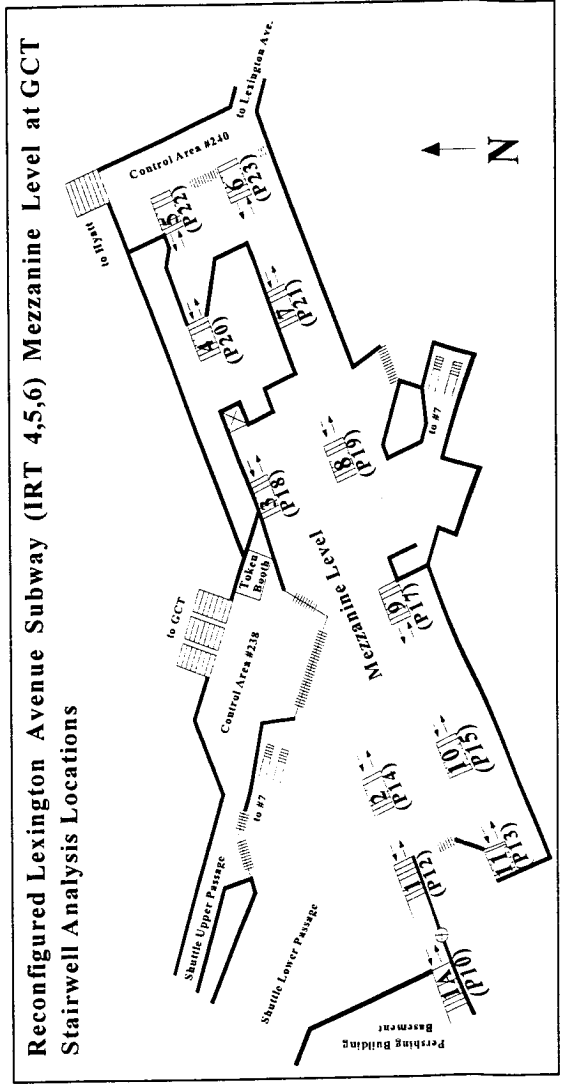 Reconfigured Lexington Avenue Subway (IRT 4,5,6) Mezzanine Level at GCT
Stairwell Analysis Locations
to Hyatt
Control Area #240
to Lexington Ave.
5
(P22)
6
(P23)
4
(P20)
7
(P21)
3
(P18)
8
(P19)
to #7
to GCT
Token
Booth
Control Area #238
Mezzanine Level
9
(P17)
to #7
2
(P14)
10
(P15)
Shuttle Upper Passage
Shuttle Lower Passage
1
(P12)
11
(P13)
1A
(P10)
Pershing Building
Basement
N